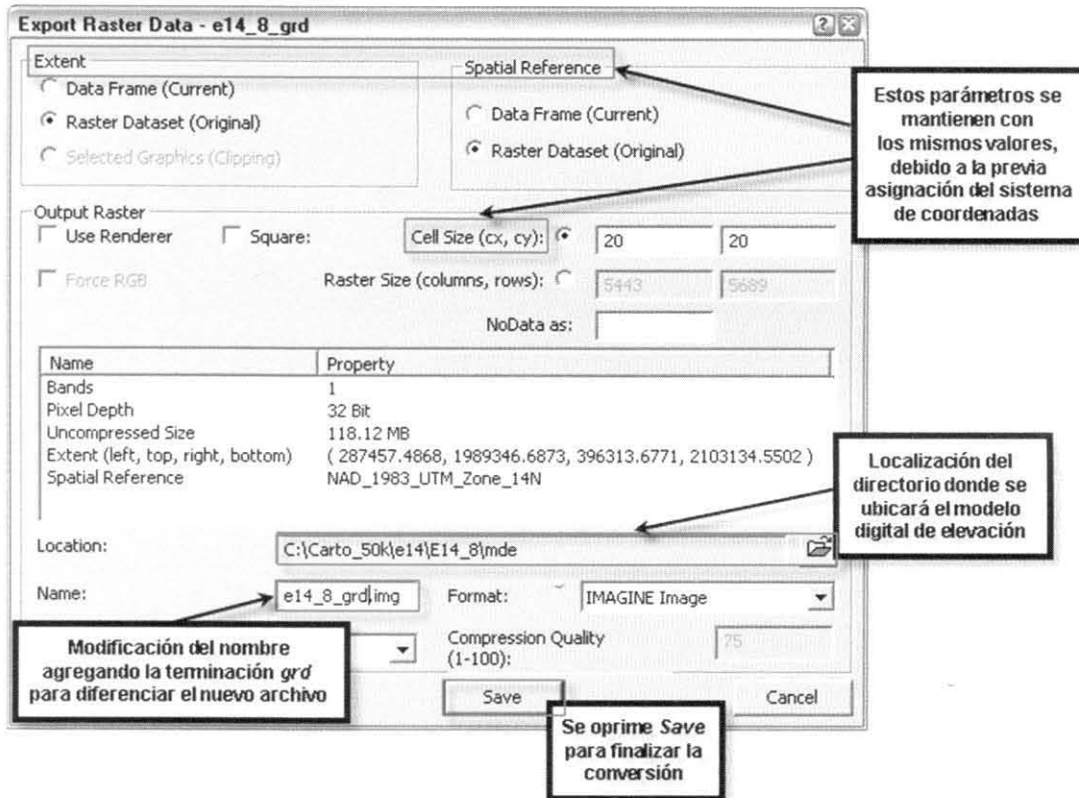 Export Raster Data - e14_8_grd
Extent
Data Frame (Current)
Raster Dataset (Original)
Selected Graphics (Clipping)
Spatial Reference
Data Frame (Current)
Raster Dataset (Original)
Estos parámetros se
mantienen con
los mismos valores,
debido a la previa
asignación del sistema
de coordenadas
Output Raster
Use Renderer
Square:
Cell Size (cx, cy):
20
20
Force RGB
Raster Size (columns, rows):
5443
5689
NoData as:
Name
Property
Bands
1
Pixel Depth
32 Bit
Uncompressed Size
118.12 MB
Extent (left, top, right, bottom)
( 287457.4868, 1989346.6873, 396313.6771, 2103134.5502 )
Spatial Reference
NAD_1983_UTM_Zone_14N
Localización del
directorio donde se
ubicará el modelo
digital de elevación
Location:
C:\Carto_50k\e14\E14_8\mde
Name:
e14_8_grd.img
Format:
IMAGINE Image
Modificación del nombre
agregando la terminación grd
para diferenciar el nuevo archivo
Compression Quality
(1-100):
75
Save
Cancel
Se oprime Save
para finalizar la
conversión